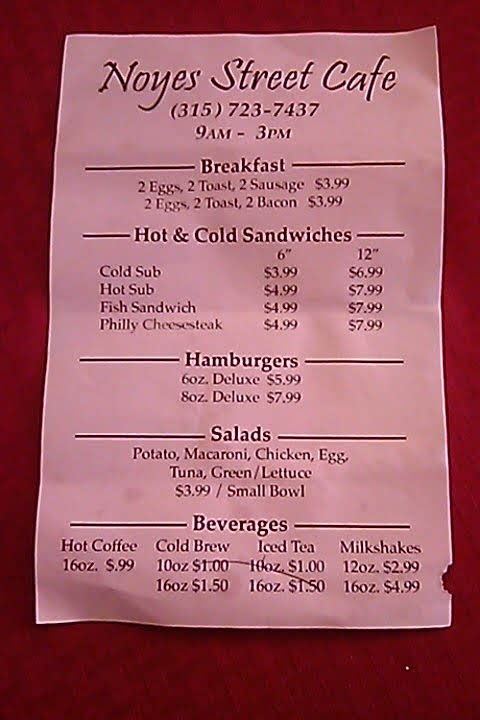 Noyes Street Cafe
(315) 723-7437
9AM - 3PM
Breakfast
2 Eggs, 2 Toast, 2 Sausage $3.99
2 Eggs, 2 Toast, 2 Bacon $3.99
Hot & Cold Sandwiches
6" 12"
Cold Sub $3.99 $6.99
Hot Sub $4.99 $7.99
Fish Sandwich $4.99 $7.99
Philly Cheesesteak $4.99 $7.99
Hamburgers
6oz. Deluxe $5.99
8oz. Deluxe $7.99
Salads
Potato, Macaroni, Chicken, Egg,
Tuna, Green/Lettuce
$3.99 / Small Bowl
Beverages
Hot Coffee Cold Brew Iced Tea Milkshakes
16oz. $.99 10oz $1.00 10oz. $1.00 12oz. $2.99
16oz $1.50 16oz. $1.50 16oz. $4.99